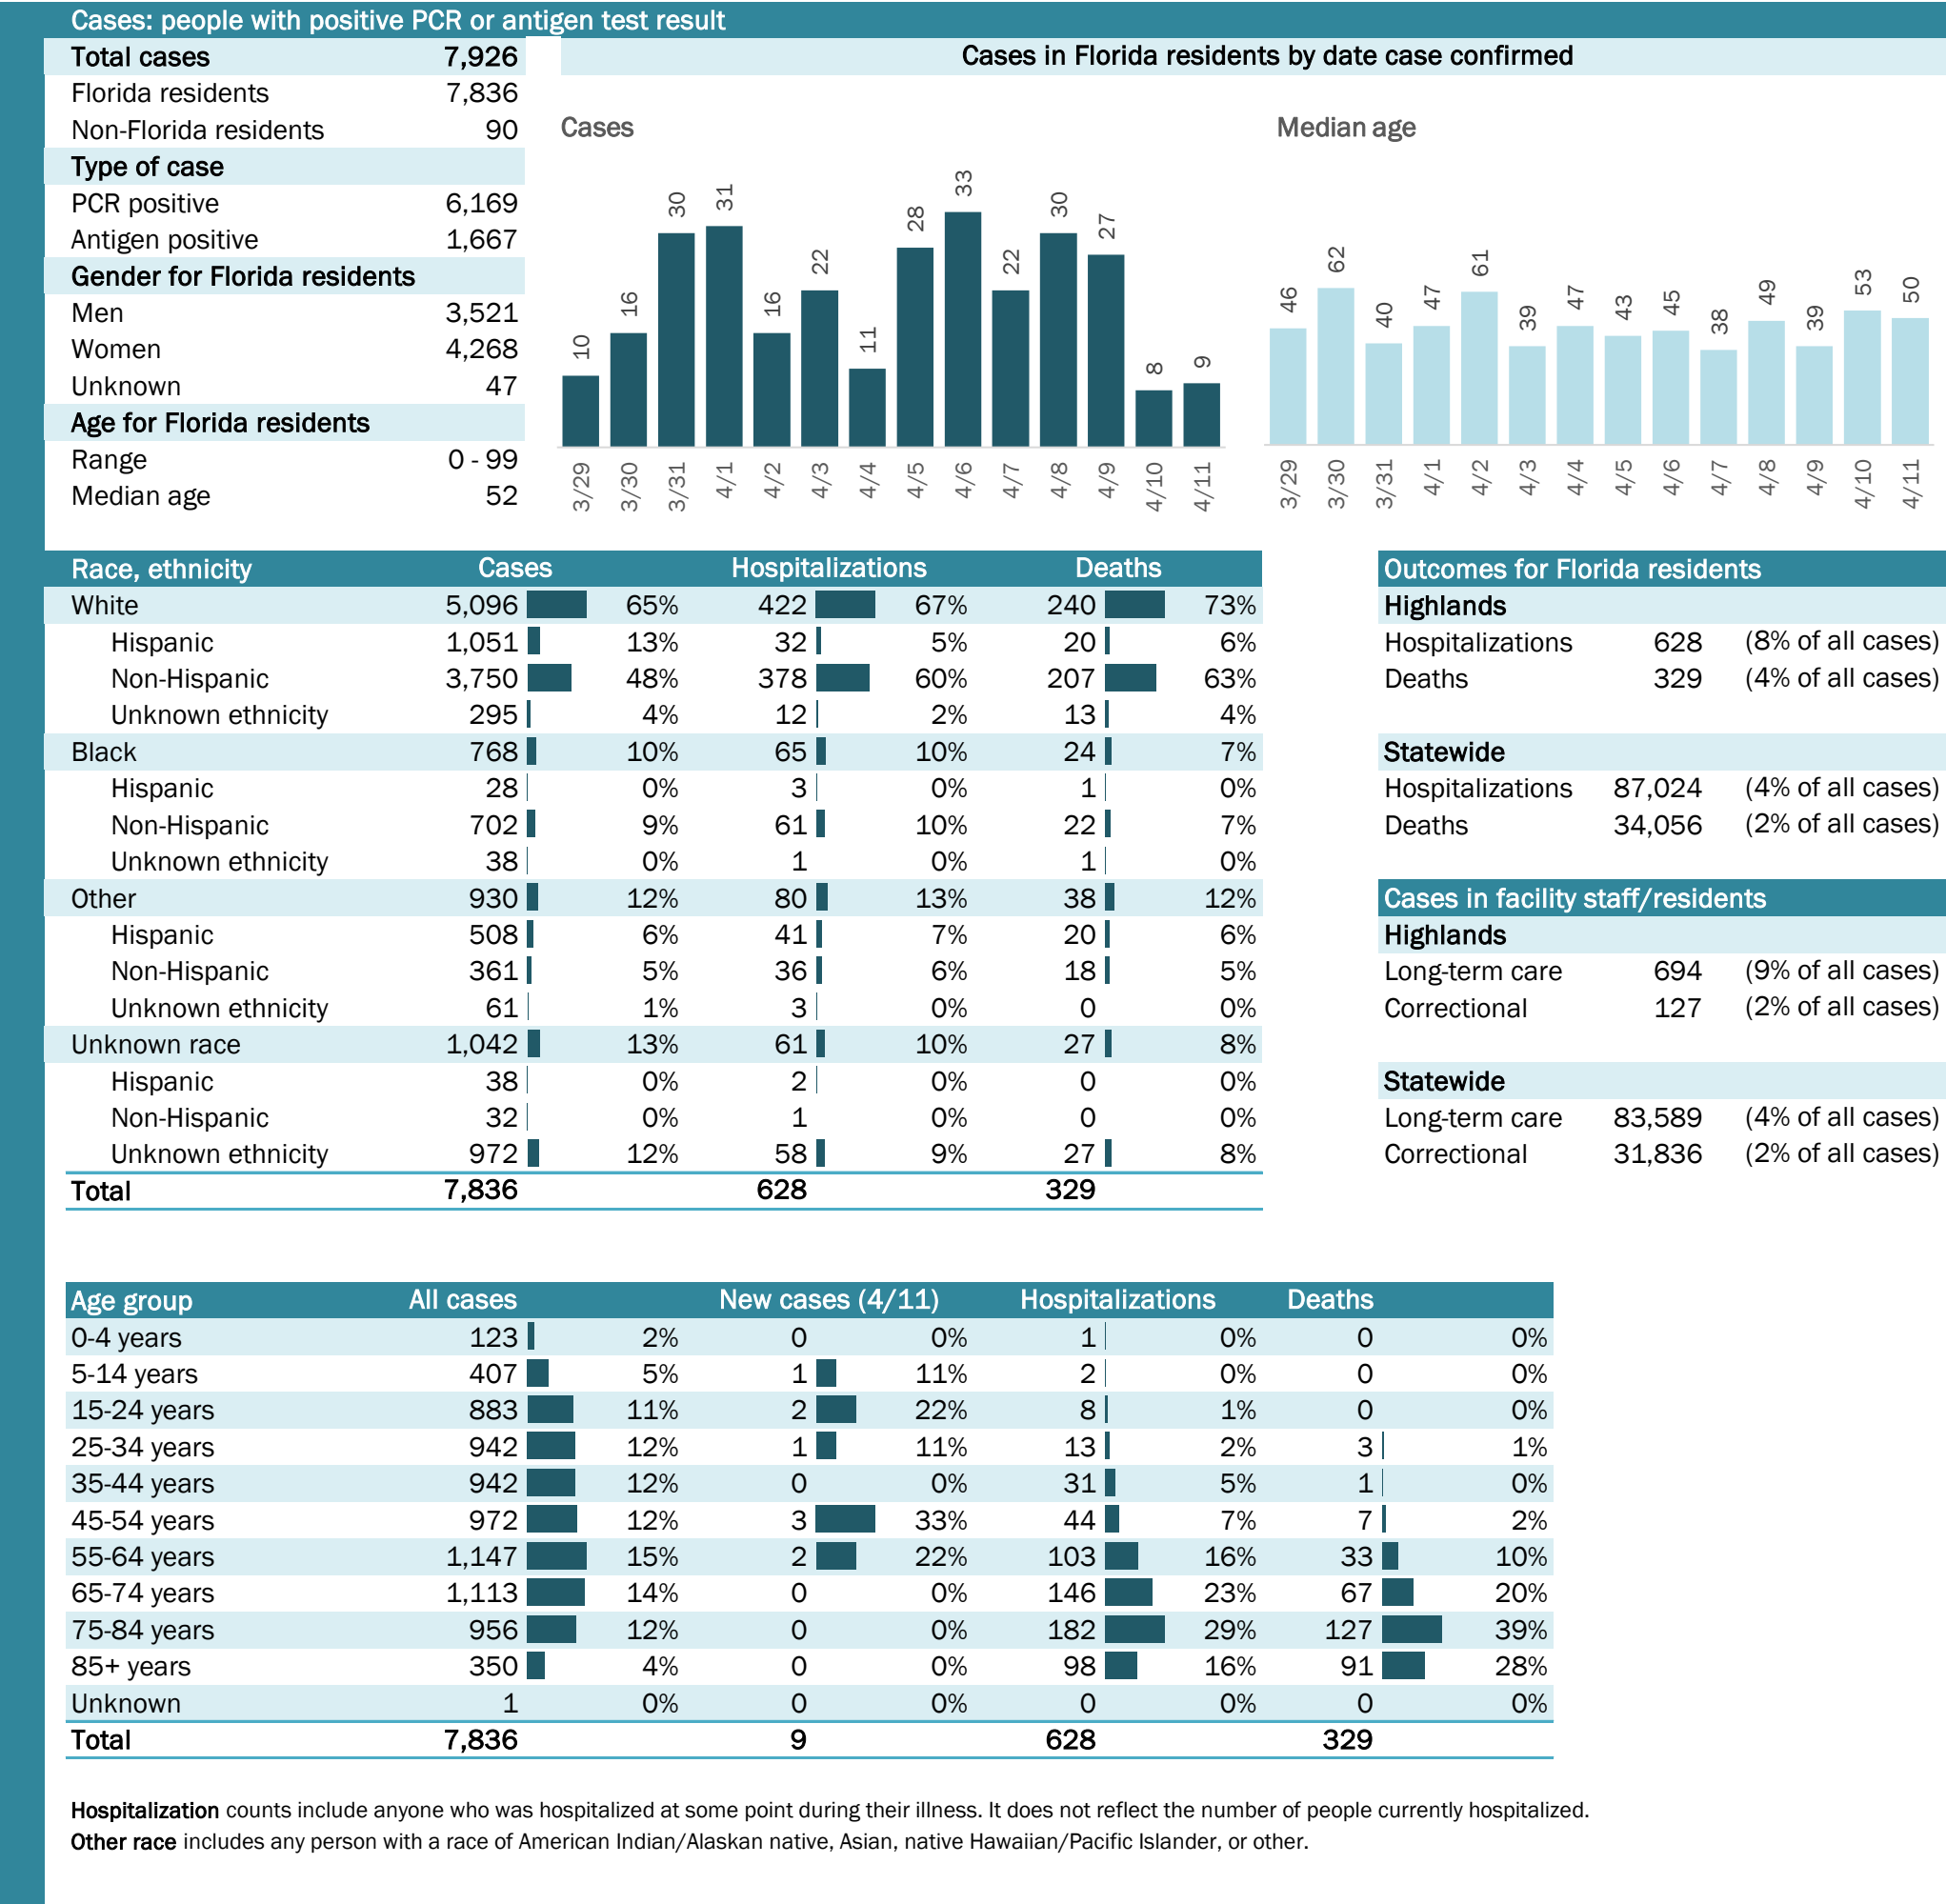 Cases: people with positive PCR or antigen test result
Total cases 7,926
Florida residents 7,836
Non-Florida residents 90
Type of case
PCR positive 6,169
Antigen positive 1,667
Gender for Florida residents
Men 3,521
Women 4,268
Unknown 47
Age for Florida residents
Range 0 - 99
Median age 52
Cases in Florida residents by date case confirmed
Cases
10 16 30 31 16 22 11 28 33 22 30 27 8 9
3/29 3/30 3/31 4/1 4/2 4/3 4/4 4/5 4/6 4/7 4/8 4/9 4/10 4/11
Median age
46 62 40 47 61 39 47 43 45 38 49 39 53 50
3/29 3/30 3/31 4/1 4/2 4/3 4/4 4/5 4/6 4/7 4/8 4/9 4/10 4/11
Race, ethnicity Cases Hospitalizations Deaths
White 5,096 65% 422 67% 240 73%
Hispanic 1,051 13% 32 5% 20 6%
Non-Hispanic 3,750 48% 378 60% 207 63%
Unknown ethnicity 295 4% 12 2% 13 4%
Black 768 10% 65 10% 24 7%
Hispanic 28 0% 3 0% 1 0%
Non-Hispanic 702 9% 61 10% 22 7%
Unknown ethnicity 38 0% 1 0% 1 0%
Other 930 12% 80 13% 38 12%
Hispanic 508 6% 41 7% 20 6%
Non-Hispanic 361 5% 36 6% 18 5%
Unknown ethnicity 61 1% 3 0% 0 0%
Unknown race 1,042 13% 61 10% 27 8%
Hispanic 38 0% 2 0% 0 0%
Non-Hispanic 32 0% 1 0% 0 0%
Unknown ethnicity 972 12% 58 9% 27 8%
Total 7,836 628 329
Outcomes for Florida residents
Highlands
Hospitalizations 628 (8% of all cases)
Deaths 329 (4% of all cases)
Statewide
Hospitalizations 87,024 (4% of all cases)
Deaths 34,056 (2% of all cases)
Cases in facility staff/residents
Highlands
Long-term care 694 (9% of all cases)
Correctional 127 (2% of all cases)
Statewide
Long-term care 83,589 (4% of all cases)
Correctional 31,836 (2% of all cases)
Age group All cases New cases (4/11) Hospitalizations Deaths
0-4 years 123 2% 0 0% 1 0% 0 0%
5-14 years 407 5% 1 11% 2 0% 0 0%
15-24 years 883 11% 2 22% 8 1% 0 0%
25-34 years 942 12% 1 11% 13 2% 3 1%
35-44 years 942 12% 0 0% 31 5% 1 0%
45-54 years 972 12% 3 33% 44 7% 7 2%
55-64 years 1,147 15% 2 22% 103 16% 33 10%
65-74 years 1,113 14% 0 0% 146 23% 67 20%
75-84 years 956 12% 0 0% 182 29% 127 39%
85+ years 350 4% 0 0% 98 16% 91 28%
Unknown 1 0% 0 0% 0 0% 0 0%
Total 7,836 9 628 329
Hospitalization counts include anyone who was hospitalized at some point during their illness. It does not reflect the number of people currently hospitalized.
Other race includes any person with a race of American Indian/Alaskan native, Asian, native Hawaiian/Pacific Islander, or other.